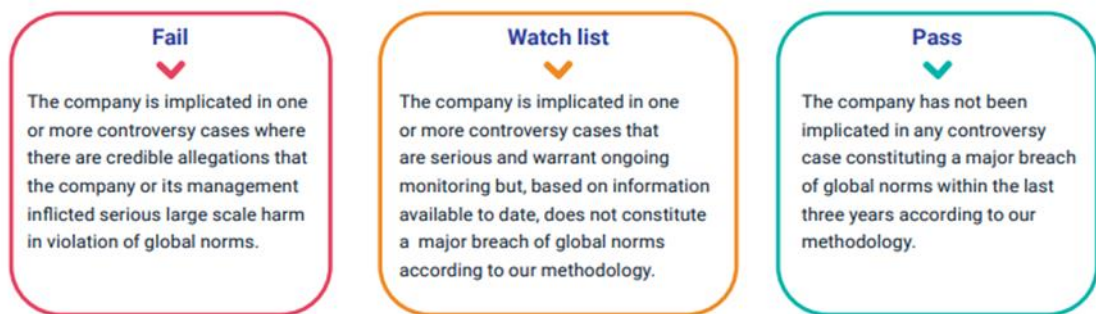 Fail
The company is implicated in one
or more controversy cases where
there are credible allegations that
the company or its management
inflicted serious large scale harm
in violation of global norms.
Watch list
The company is implicated in one
or more controversy cases that
are serious and warrant ongoing
monitoring but, based on information
available to date, does not constitute
a major breach of global norms
according to our methodology.
Pass
The company has not been
implicated in any controversy
case constituting a major breach
of global norms within the last
three years according to our
methodology.